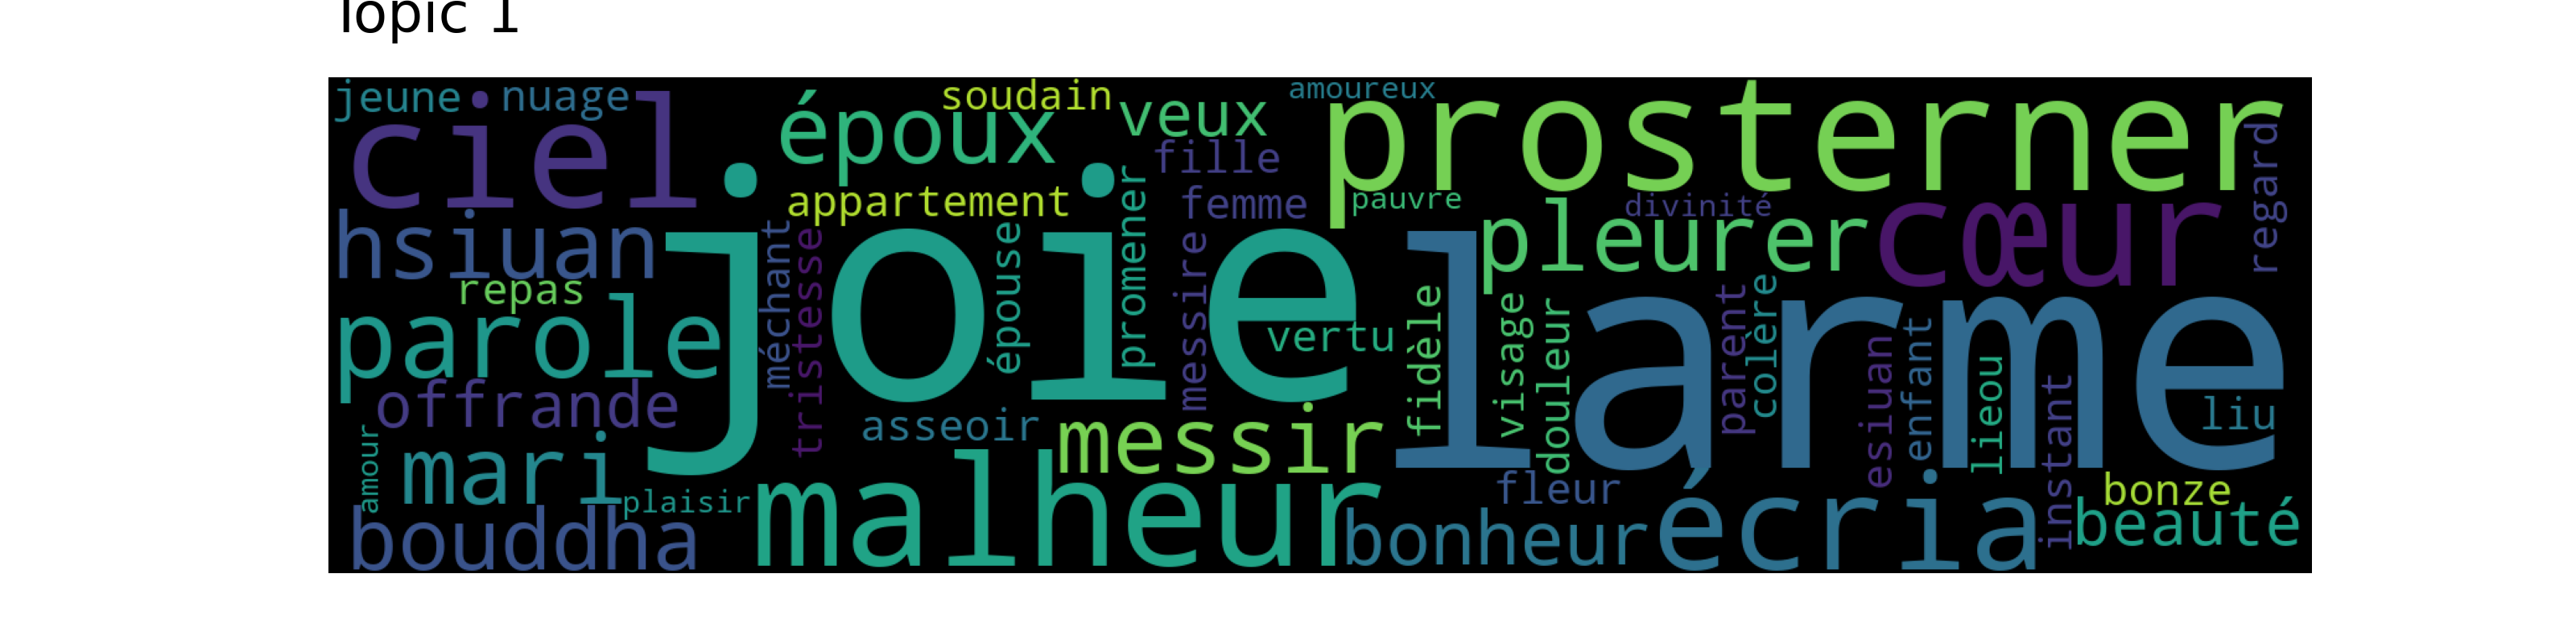 Topic 1
jeune
nuage
soudain
amoureux
ciel
époux
veux
prosterner
fille
regard
appartement
femme
pauvre
divinité
hsiuan
pleurer
cœur
joie
larme
méchant
tristesse
épouse
promener
messire
repas
parole
vertu
fidèle
visage
douleur
parent
colère
esiuan
enfant
lieou
instant
liu
offrande
asseoir
messir
amour
mari
plaisir
malheur
fleur
bonze
bouddha
bonheur
écria
beauté